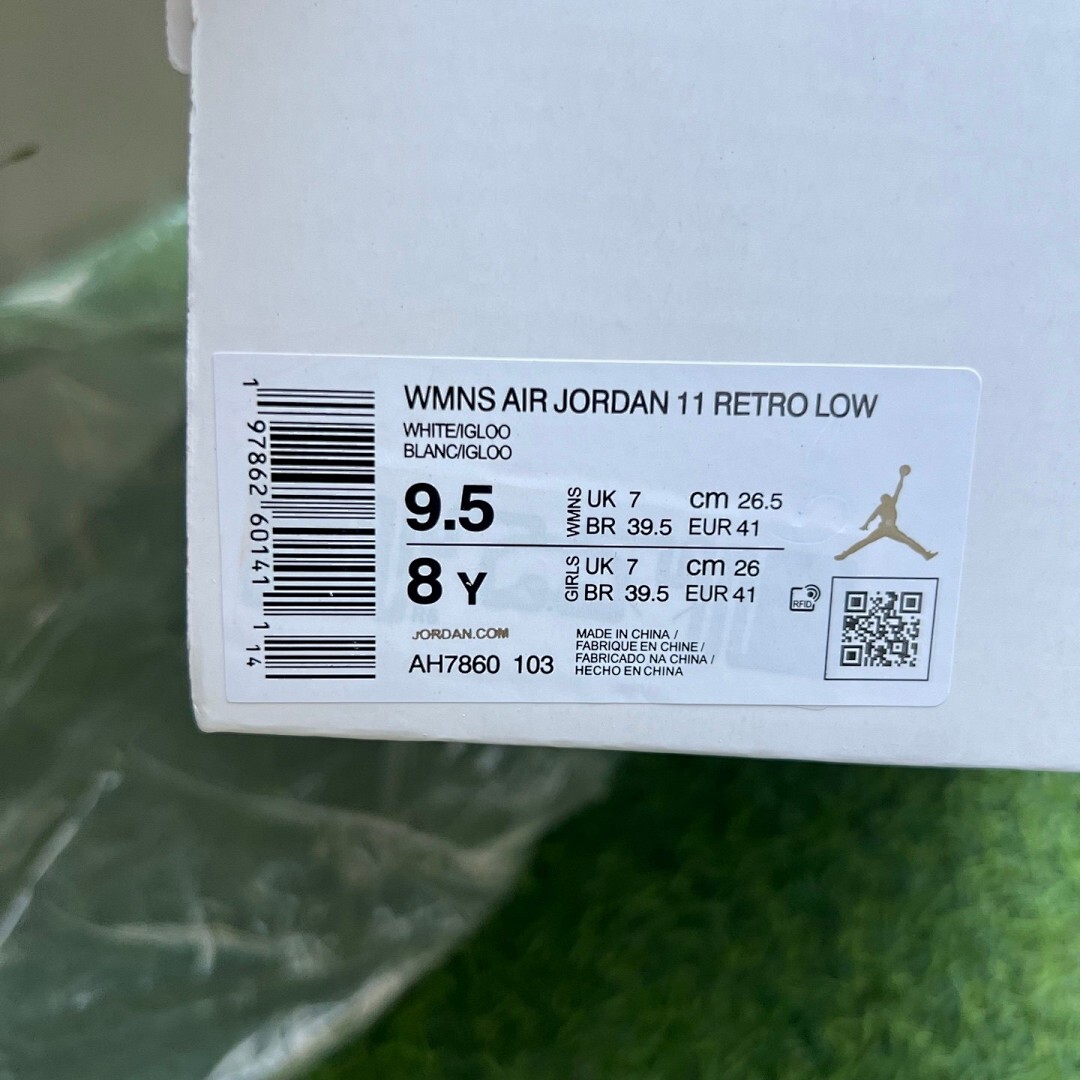 WMNS AIR JORDAN 11 RETRO LOW
WHITE/IGLOO
BLANC/IGLOO
9.5 WMNS UK 7 cm 26.5
BR 39.5 EUR 41
8 Y GIRLS UK 7 cm 26
BR 39.5 EUR 41
RFID
JORDAN.COM
AH7860 103
MADE IN CHINA /
FABRIQUE EN CHINE /
FABRICADO NA CHINA /
HECHO EN CHINA
1 97862 60141 1 14